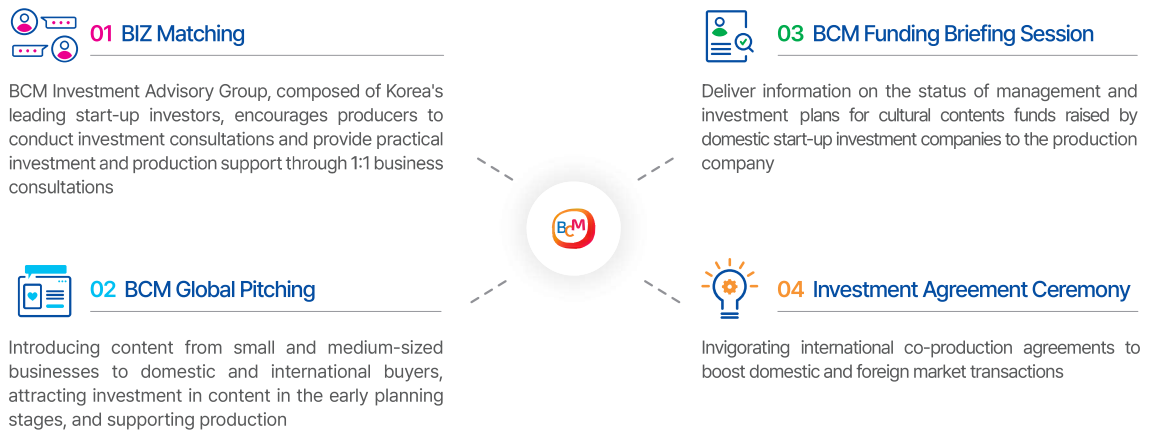 01 BIZ Matching
BCM Investment Advisory Group, composed of Korea's
leading start-up investors, encourages producers to
conduct investment consultations and provide practical
investment and production support through 1:1 business
consultations
02 BCM Global Pitching
Introducing content from small and medium-sized
businesses to domestic and international buyers,
attracting investment in content in the early planning
stages, and supporting production
BCM
03 BCM Funding Briefing Session
Deliver information on the status of management and
investment plans for cultural contents funds raised by
domestic start-up investment companies to the production
company
04 Investment Agreement Ceremony
Invigorating international co-production agreements to
boost domestic and foreign market transactions